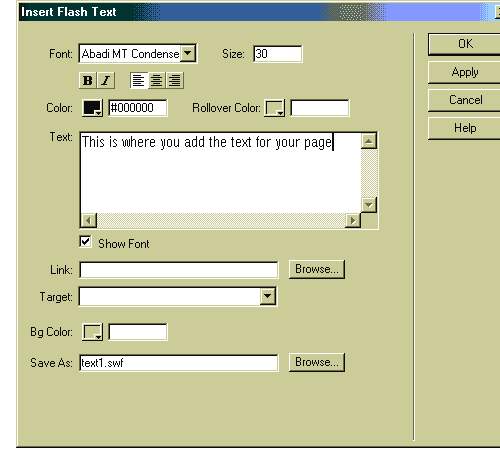 Insert Flash Text
Font: Abadi MT Condense Size: 30
B I
Color: #000000 Rollover Color:
Text: This is where you add the text for your page
Show Font
Link: Browse...
Target:
Bg Color:
Save As: text1.swf Browse...
OK
Apply
Cancel
Help